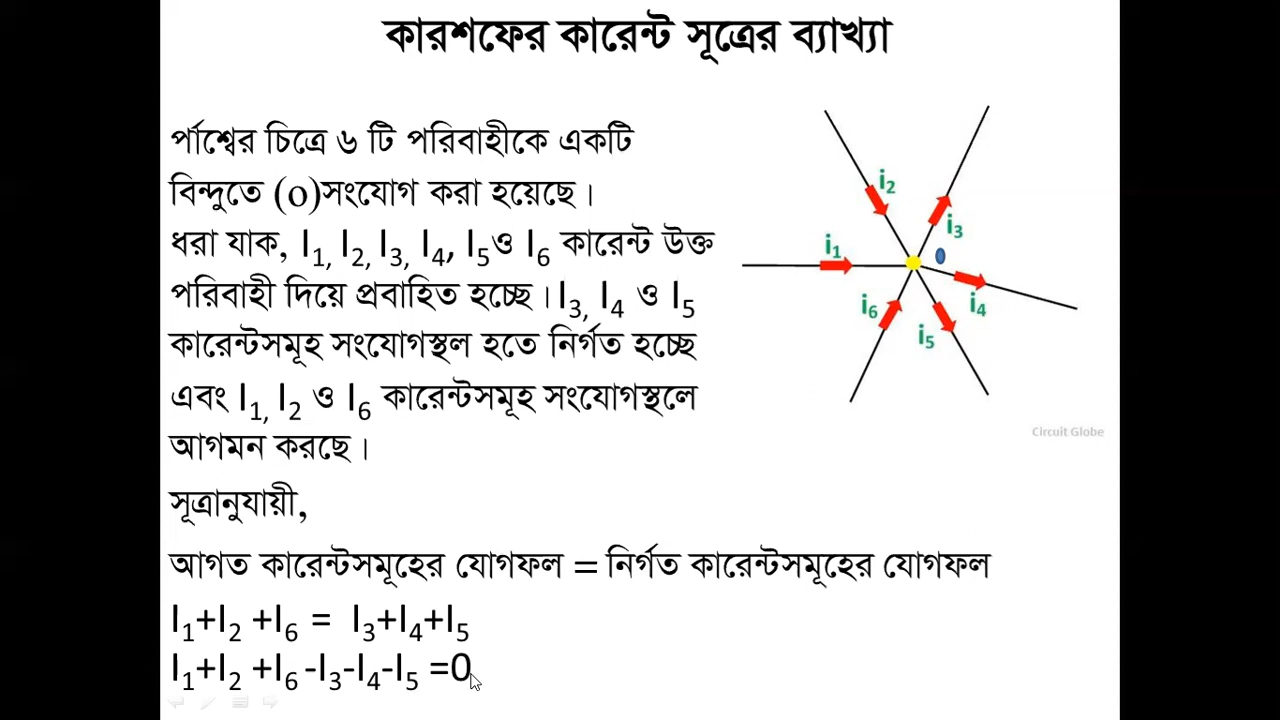 কারশফের কারেন্ট সূত্রের ব্যাখ্যা
র্পাশ্বের চিত্রে ৬ টি পরিবাহীকে একটি
বিন্দুতে (o)সংযোগ করা হয়েছে।
ধরা যাক, I₁, I₂, I₃, I₄, I₅ও I₆ কারেন্ট উক্ত
পরিবাহী দিয়ে প্রবাহিত হচ্ছে।I₃, I₄ ও I₅
কারেন্টসমূহ সংযোগস্থল হতে নির্গত হচ্ছে
এবং I₁, I₂ ও I₆ কারেন্টসমূহ সংযোগস্থলে
আগমন করছে।
সূত্রানুযায়ী,
আগত কারেন্টসমূহের যোগফল = নির্গত কারেন্টসমূহের যোগফল
I₁+I₂ +I₆ = I₃+I₄+I₅
I₁+I₂ +I₆ -I₃-I₄-I₅ =0
i₂
i₃
i₁
i₄
i₆
i₅
Circuit Globe